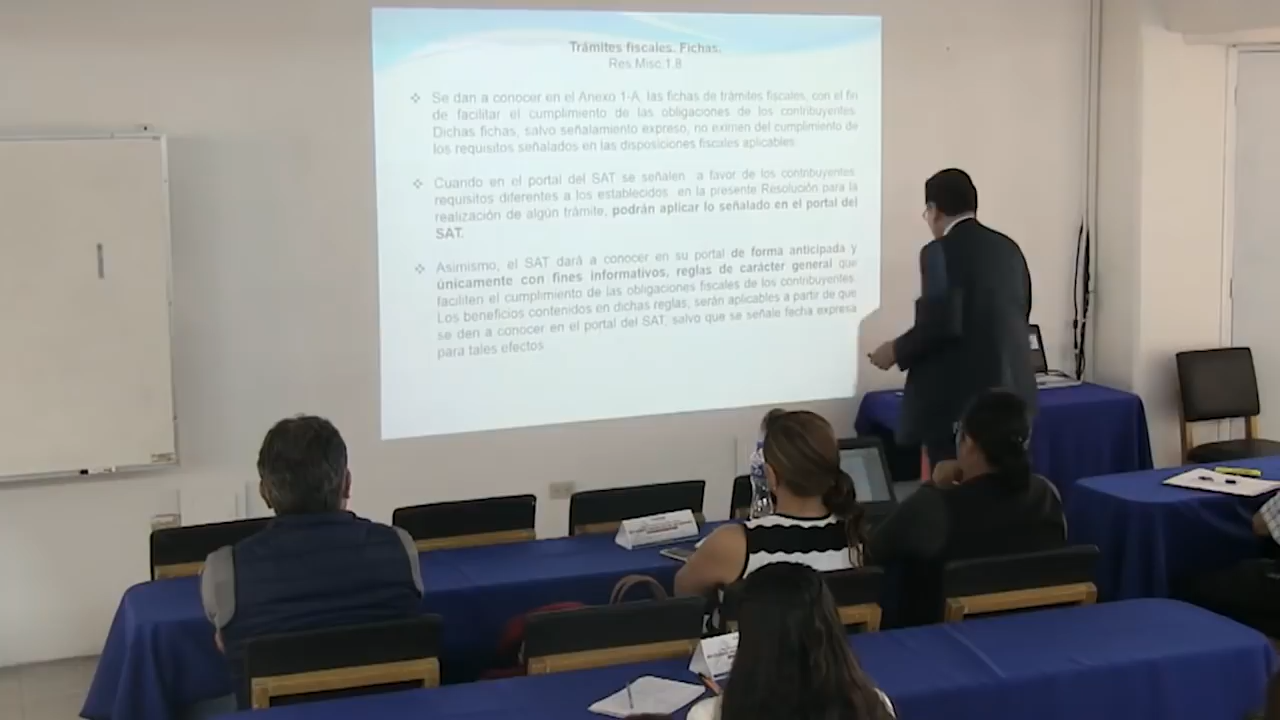 Trámites fiscales. Fichas.
Res.Misc.1.8
Se dan a conocer en el Anexo 1-A, las fichas de trámites fiscales, con el fin
de facilitar el cumplimiento de las obligaciones de los contribuyentes.
Dichas fichas, salvo señalamiento expreso, no eximen del cumplimiento de
los requisitos señalados en las disposiciones fiscales aplicables.
Cuando en el portal del SAT se señalen a favor de los contribuyentes,
requisitos diferentes a los establecidos en la presente Resolución para la
realización de algún trámite, podrán aplicar lo señalado en el portal del
SAT.
Asimismo, el SAT dará a conocer en su portal de forma anticipada y
únicamente con fines informativos, reglas de carácter general que
faciliten el cumplimiento de las obligaciones fiscales de los contribuyentes.
Los beneficios contenidos en dichas reglas, serán aplicables a partir de que
se den a conocer en el portal del SAT, salvo que se señale fecha expresa
para tales efectos.